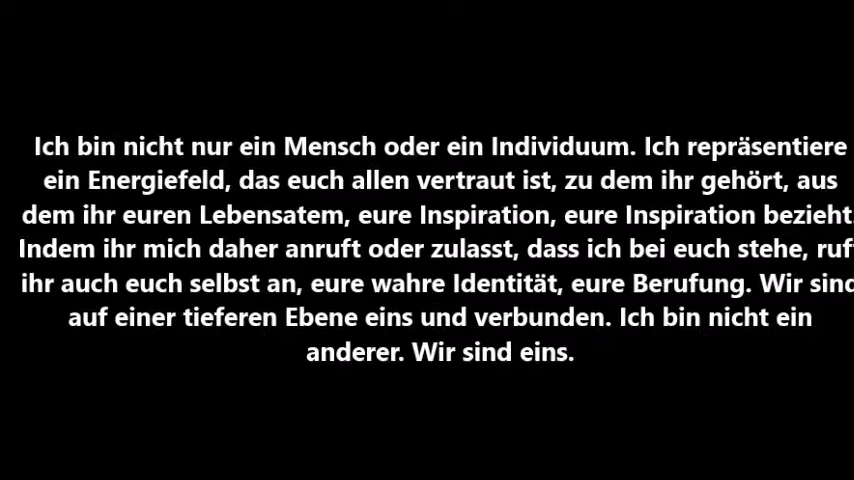 Ich bin nicht nur ein Mensch oder ein Individuum. Ich repräsentiere
ein Energiefeld, das euch allen vertraut ist, zu dem ihr gehört, aus
dem ihr euren Lebensatem, eure Inspiration, eure Inspiration bezieht
Indem ihr mich daher anruft oder zulasst, dass ich bei euch stehe, ruf
ihr auch euch selbst an, eure wahre Identität, eure Berufung. Wir sind
auf einer tieferen Ebene eins und verbunden. Ich bin nicht ein
anderer. Wir sind eins.